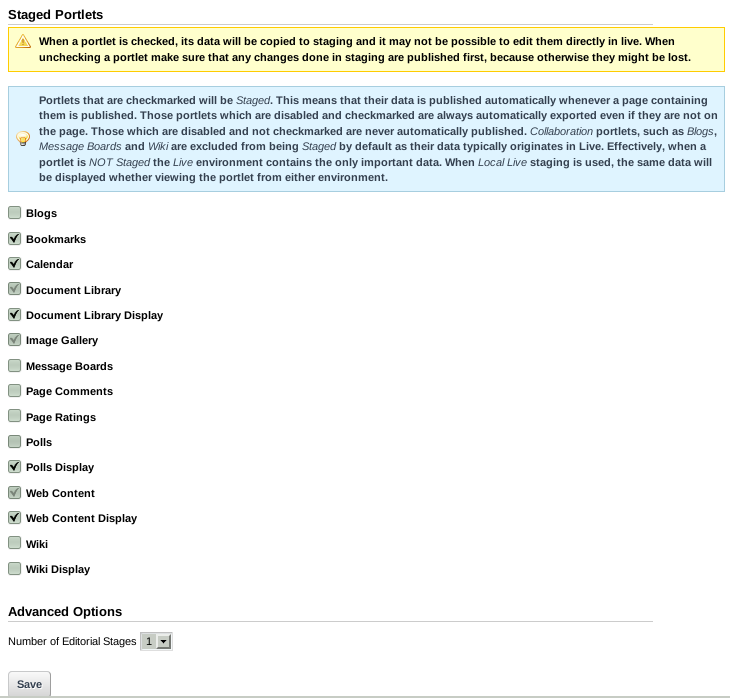 Staged Portlets
When a portlet is checked, its data will be copied to staging and it may not be possible to edit them directly in live. When
unchecking a portlet make sure that any changes done in staging are published first, because otherwise they might be lost.
Portlets that are checkmarked will be Staged. This means that their data is published automatically whenever a page containing
them is published. Those portlets which are disabled and checkmarked are always automatically exported even if they are not on
the page. Those which are disabled and not checkmarked are never automatically published. Collaboration portlets, such as Blogs,
Message Boards and Wiki are excluded from being Staged by default as their data typically originates in Live. Effectively, when a
portlet is NOT Staged the Live environment contains the only important data. When Local Live staging is used, the same data will
be displayed whether viewing the portlet from either environment.
Blogs
Bookmarks
Calendar
Document Library
Document Library Display
Image Gallery
Message Boards
Page Comments
Page Ratings
Polls
Polls Display
Web Content
Web Content Display
Wiki
Wiki Display
Advanced Options
Number of Editorial Stages 1
Save